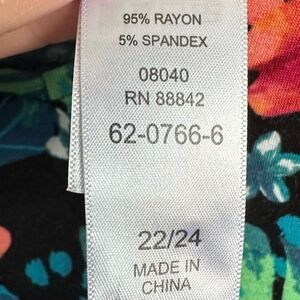 95% RAYON
5% SPANDEX
08040
RN 88842
62-0766-6
22/24
MADE IN
CHINA